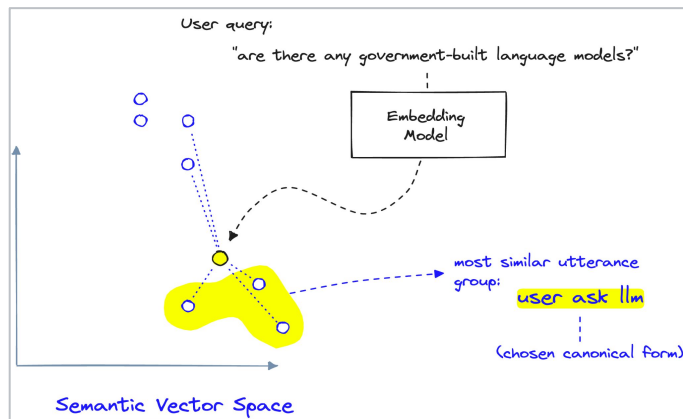 User query:
"are there any government-built language models?"
Embedding
Model
most similar utterance
group:
user ask llm
(chosen canonical form)
Semantic Vector Space